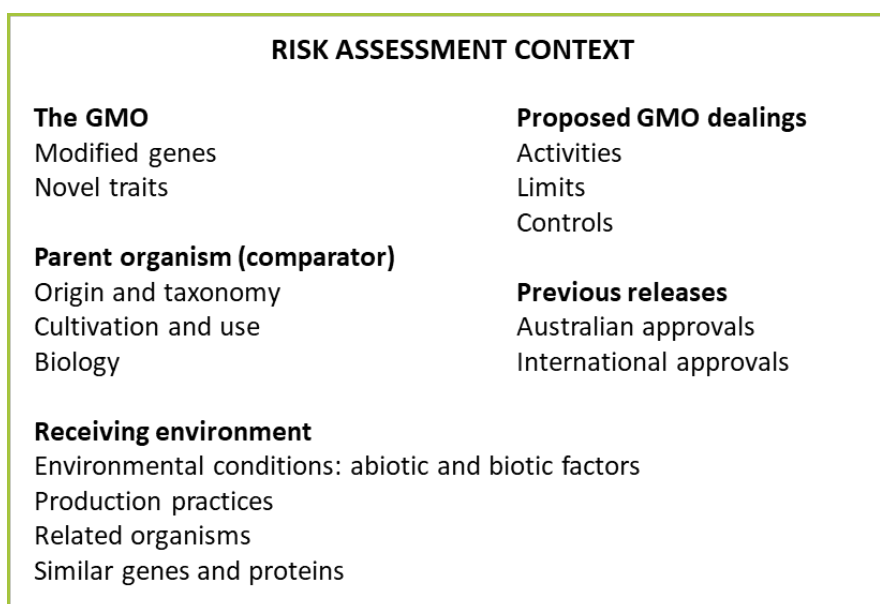 RISK ASSESSMENT CONTEXT
The GMO
Modified genes
Novel traits
Proposed GMO dealings
Activities
Limits
Controls
Parent organism (comparator)
Origin and taxonomy
Cultivation and use
Biology
Previous releases
Australian approvals
International approvals
Receiving environment
Environmental conditions: abiotic and biotic factors
Production practices
Related organisms
Similar genes and proteins